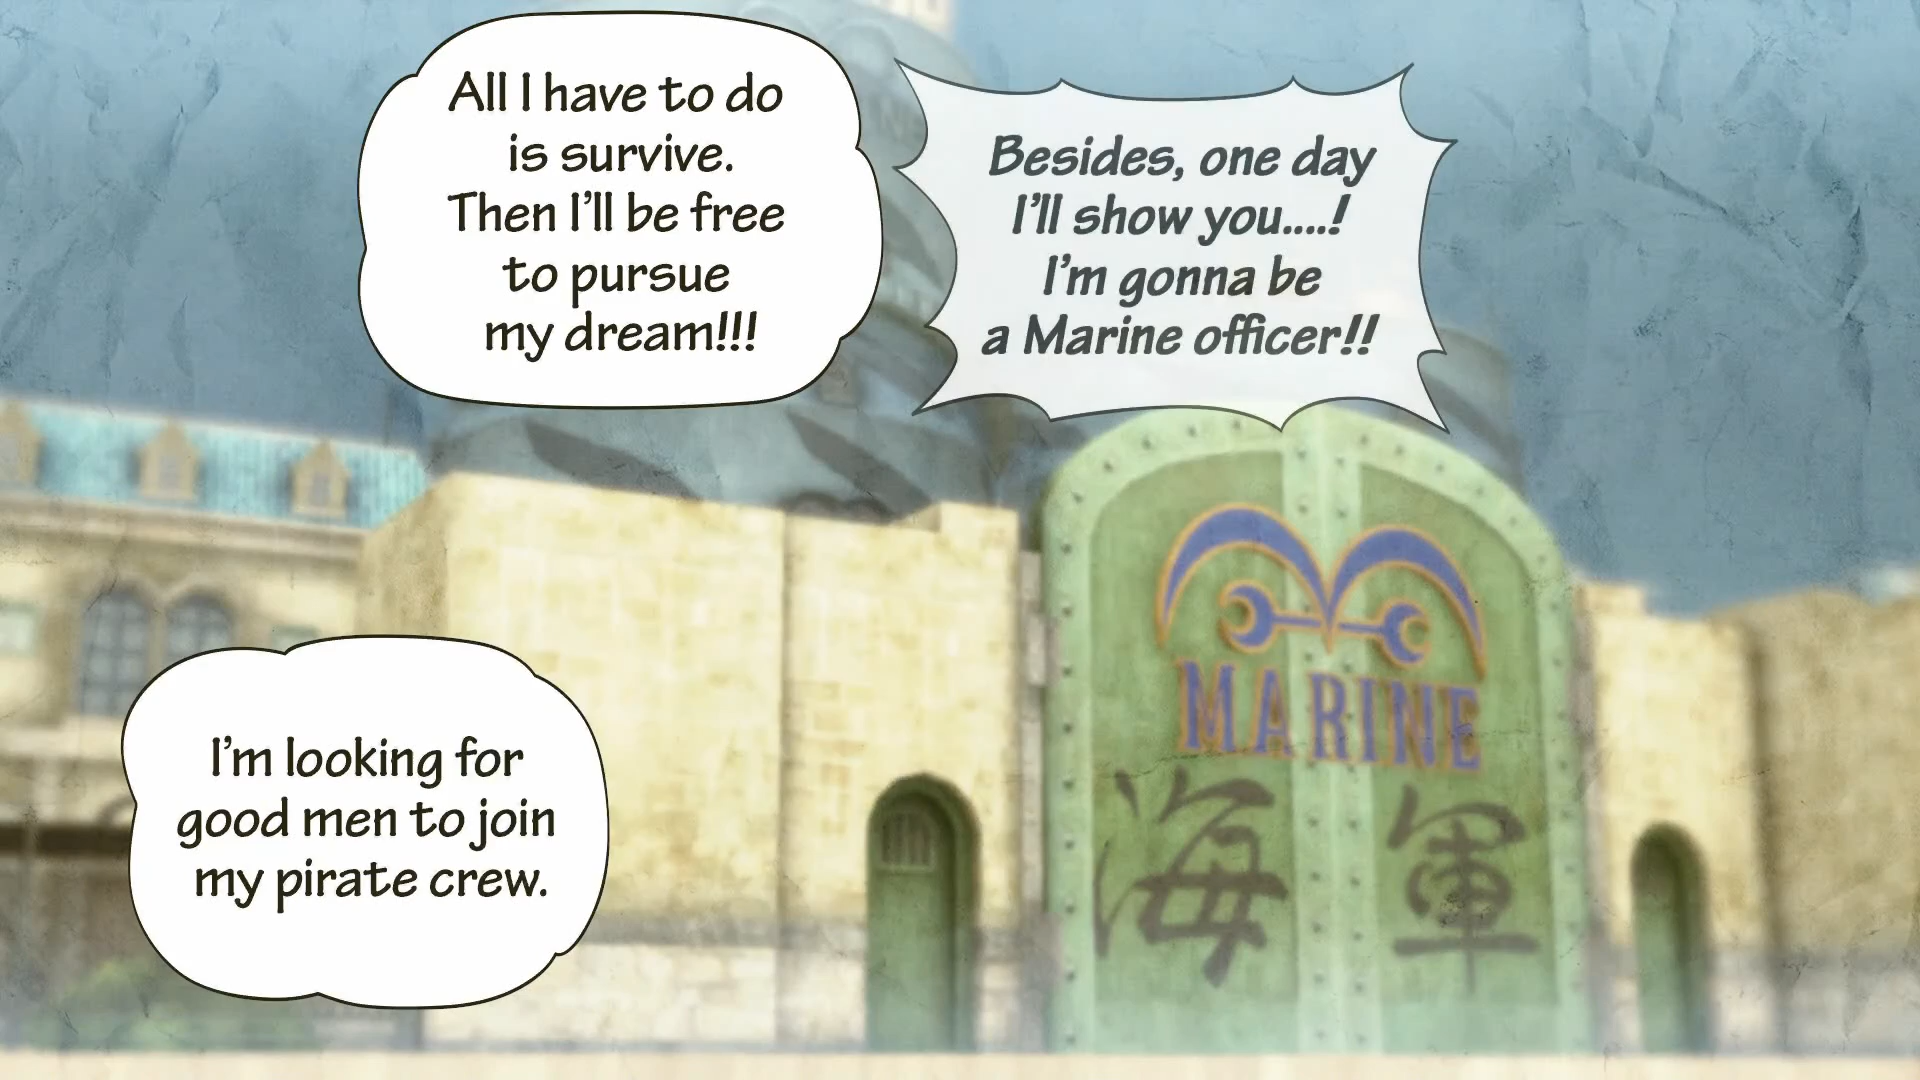 All I have to do
is survive.
Then I'll be free
to pursue
my dream!!!
Besides, one day
I'll show you....!
I'm gonna be
a Marine officer!!
I'm looking for
good men to join
my pirate crew.
MARINE
海軍